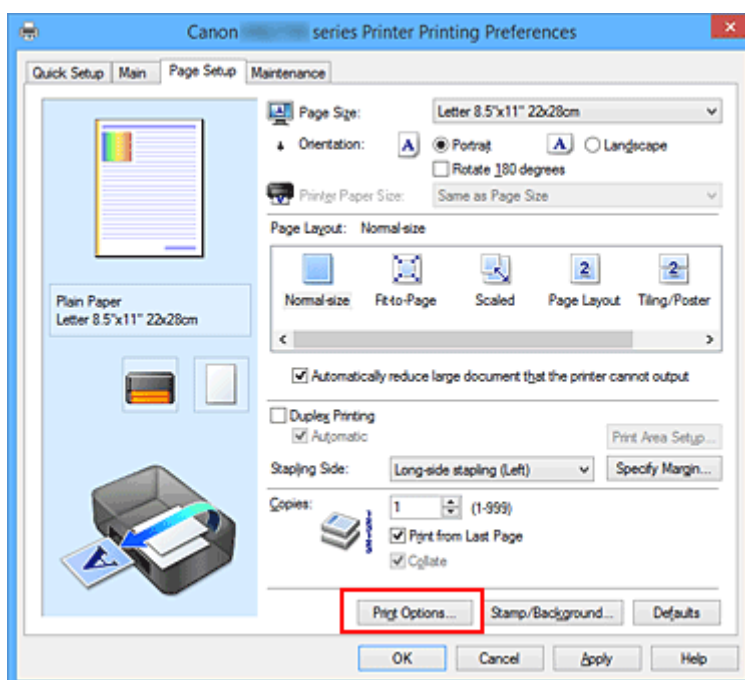 Canon series Printer Printing Preferences
Quick Setup Main Page Setup Maintenance
Page Size: Letter 8.5"x11" 22x28cm
Orientation: A Portrait A Landscape
Rotate 180 degrees
Printer Paper Size: Same as Page Size
Page Layout: Normal-size
2 2
Normal-size Fit-to-Page Scaled Page Layout Tiling/Poster
Plain Paper
Letter 8.5"x11" 22x28cm
Automatically reduce large document that the printer cannot output
Duplex Printing
Automatic Print Area Setup...
Stapling Side: Long-side stapling (Left) Specify Margin...
Copies: 1 (1-999)
Print from Last Page
Collate
A
Print Options... Stamp/Background... Defaults
OK Cancel Apply Help